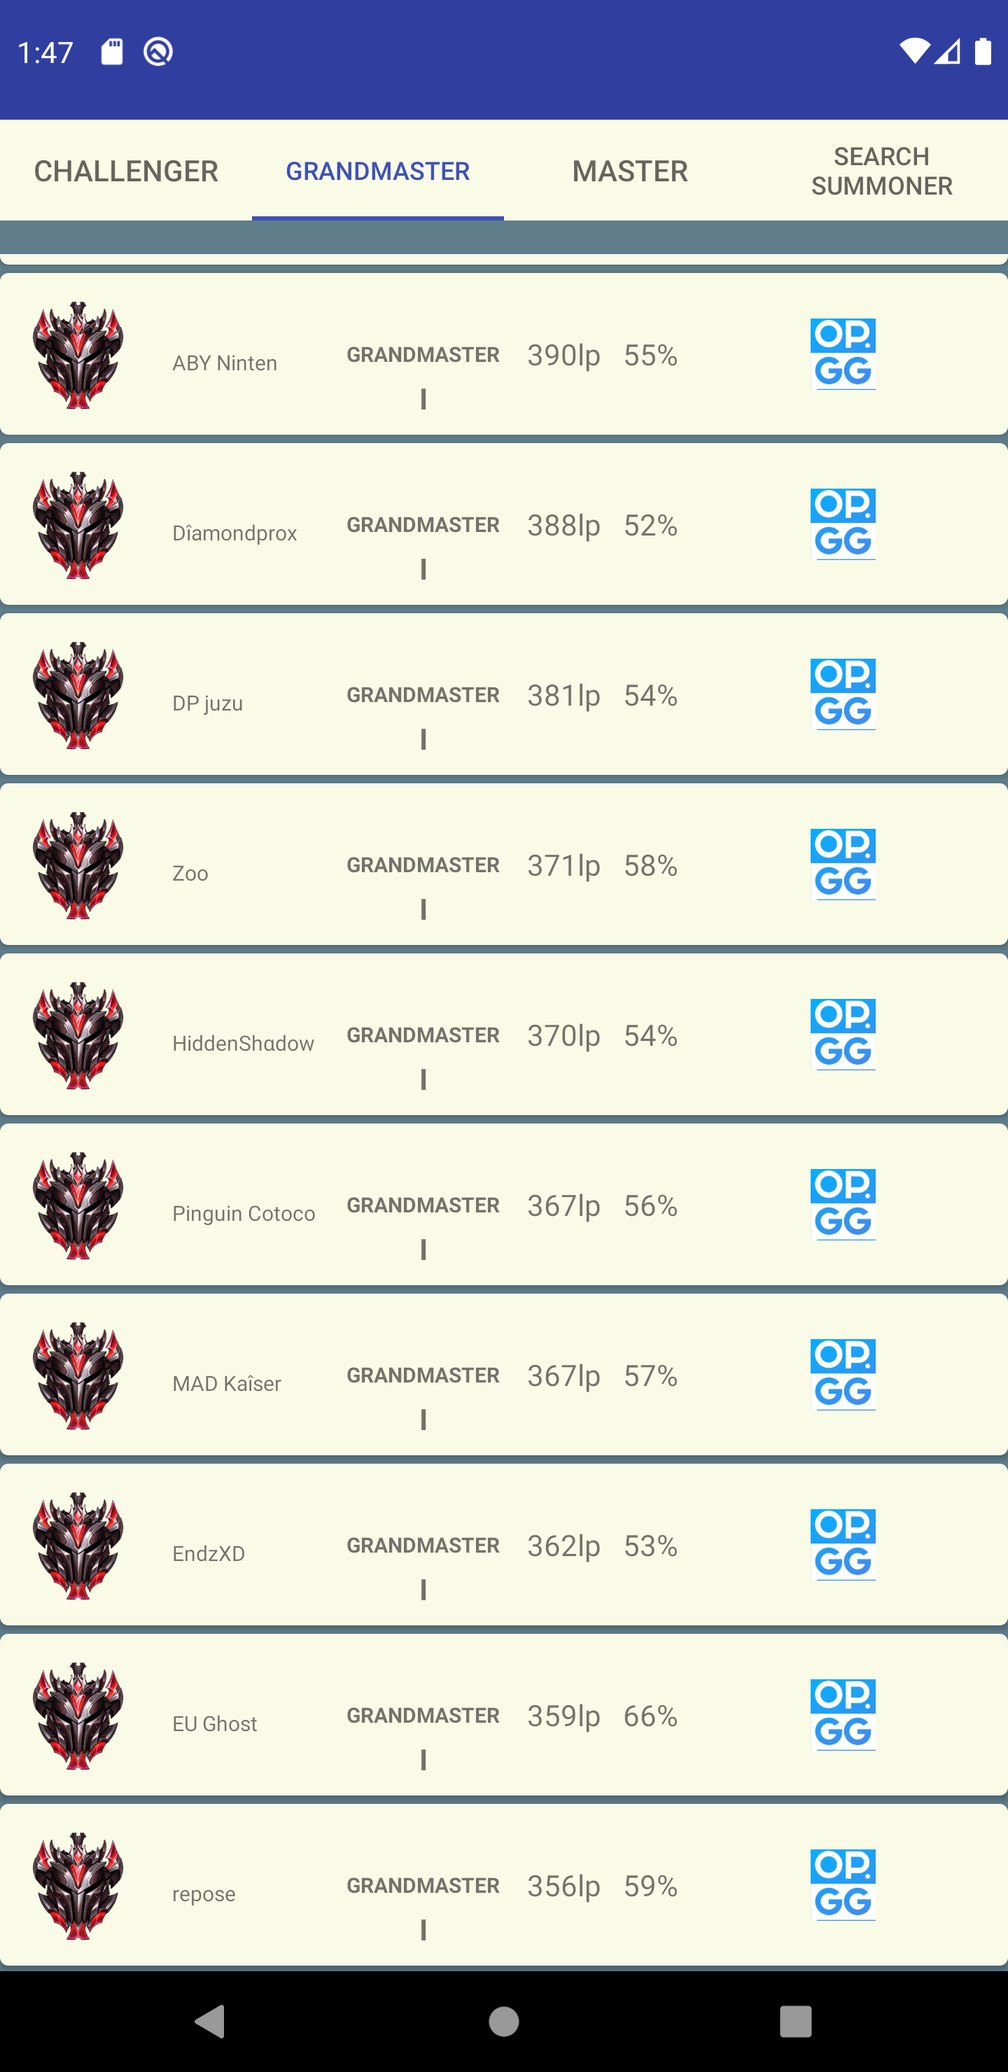 1:47
CHALLENGER
GRANDMASTER
MASTER
SEARCH
SUMMONER
ABY Ninten
GRANDMASTER
I
390lp
55%
OP.
GG
Dîamondprox
GRANDMASTER
I
388lp
52%
OP.
GG
DP juzu
GRANDMASTER
I
381lp
54%
OP.
GG
Zoo
GRANDMASTER
I
371lp
58%
OP.
GG
HiddenShadow
GRANDMASTER
I
370lp
54%
OP.
GG
Pinguin Cotoco
GRANDMASTER
I
367lp
56%
OP.
GG
MAD Kaîser
GRANDMASTER
I
367lp
57%
OP.
GG
EndzXD
GRANDMASTER
I
362lp
53%
OP.
GG
EU Ghost
GRANDMASTER
I
359lp
66%
OP.
GG
repose
GRANDMASTER
I
356lp
59%
OP.
GG